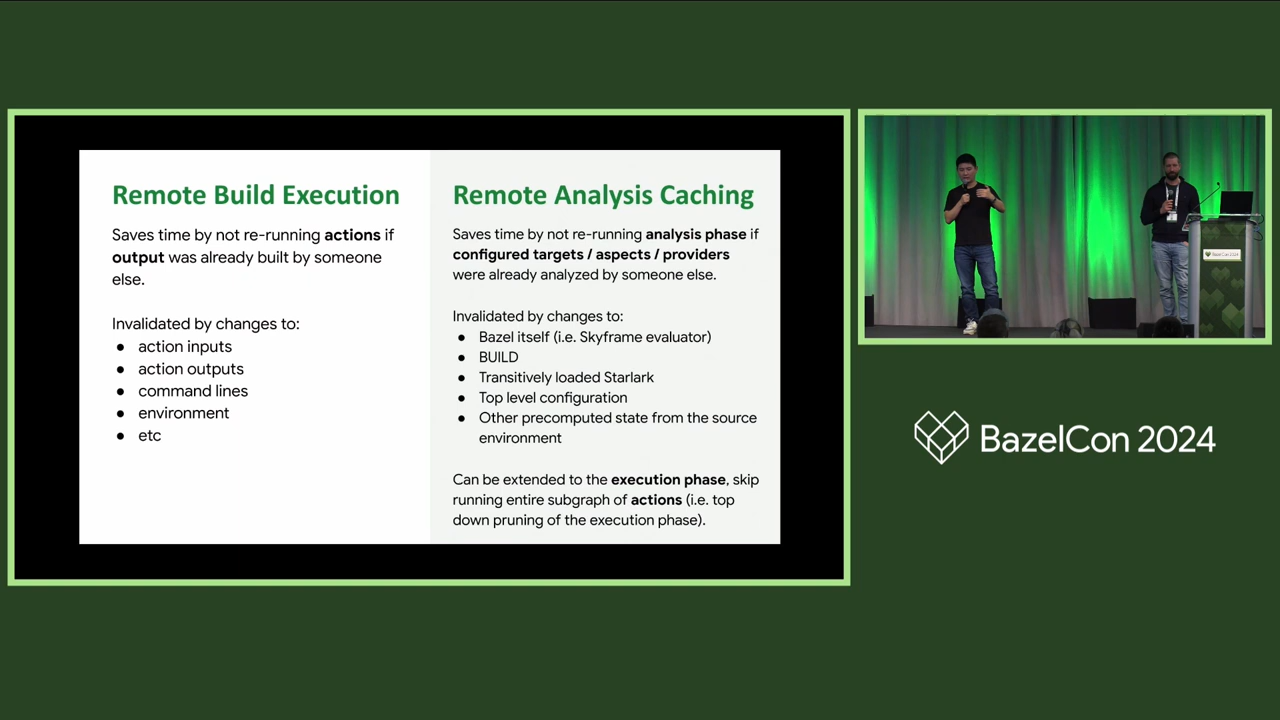 Remote Build Execution
Saves time by not re-running actions if
output was already built by someone
else.
Invalidated by changes to:
● action inputs
● action outputs
● command lines
● environment
● etc
Remote Analysis Caching
Saves time by not re-running analysis phase if
configured targets / aspects / providers
were already analyzed by someone else.
Invalidated by changes to:
● Bazel itself (i.e. Skyframe evaluator)
● BUILD
● Transitively loaded Starlark
● Top level configuration
● Other precomputed state from the source
environment
Can be extended to the execution phase, skip
running entire subgraph of actions (i.e. top
down pruning of the execution phase).
BazelCon 2024
BazelCon 2024